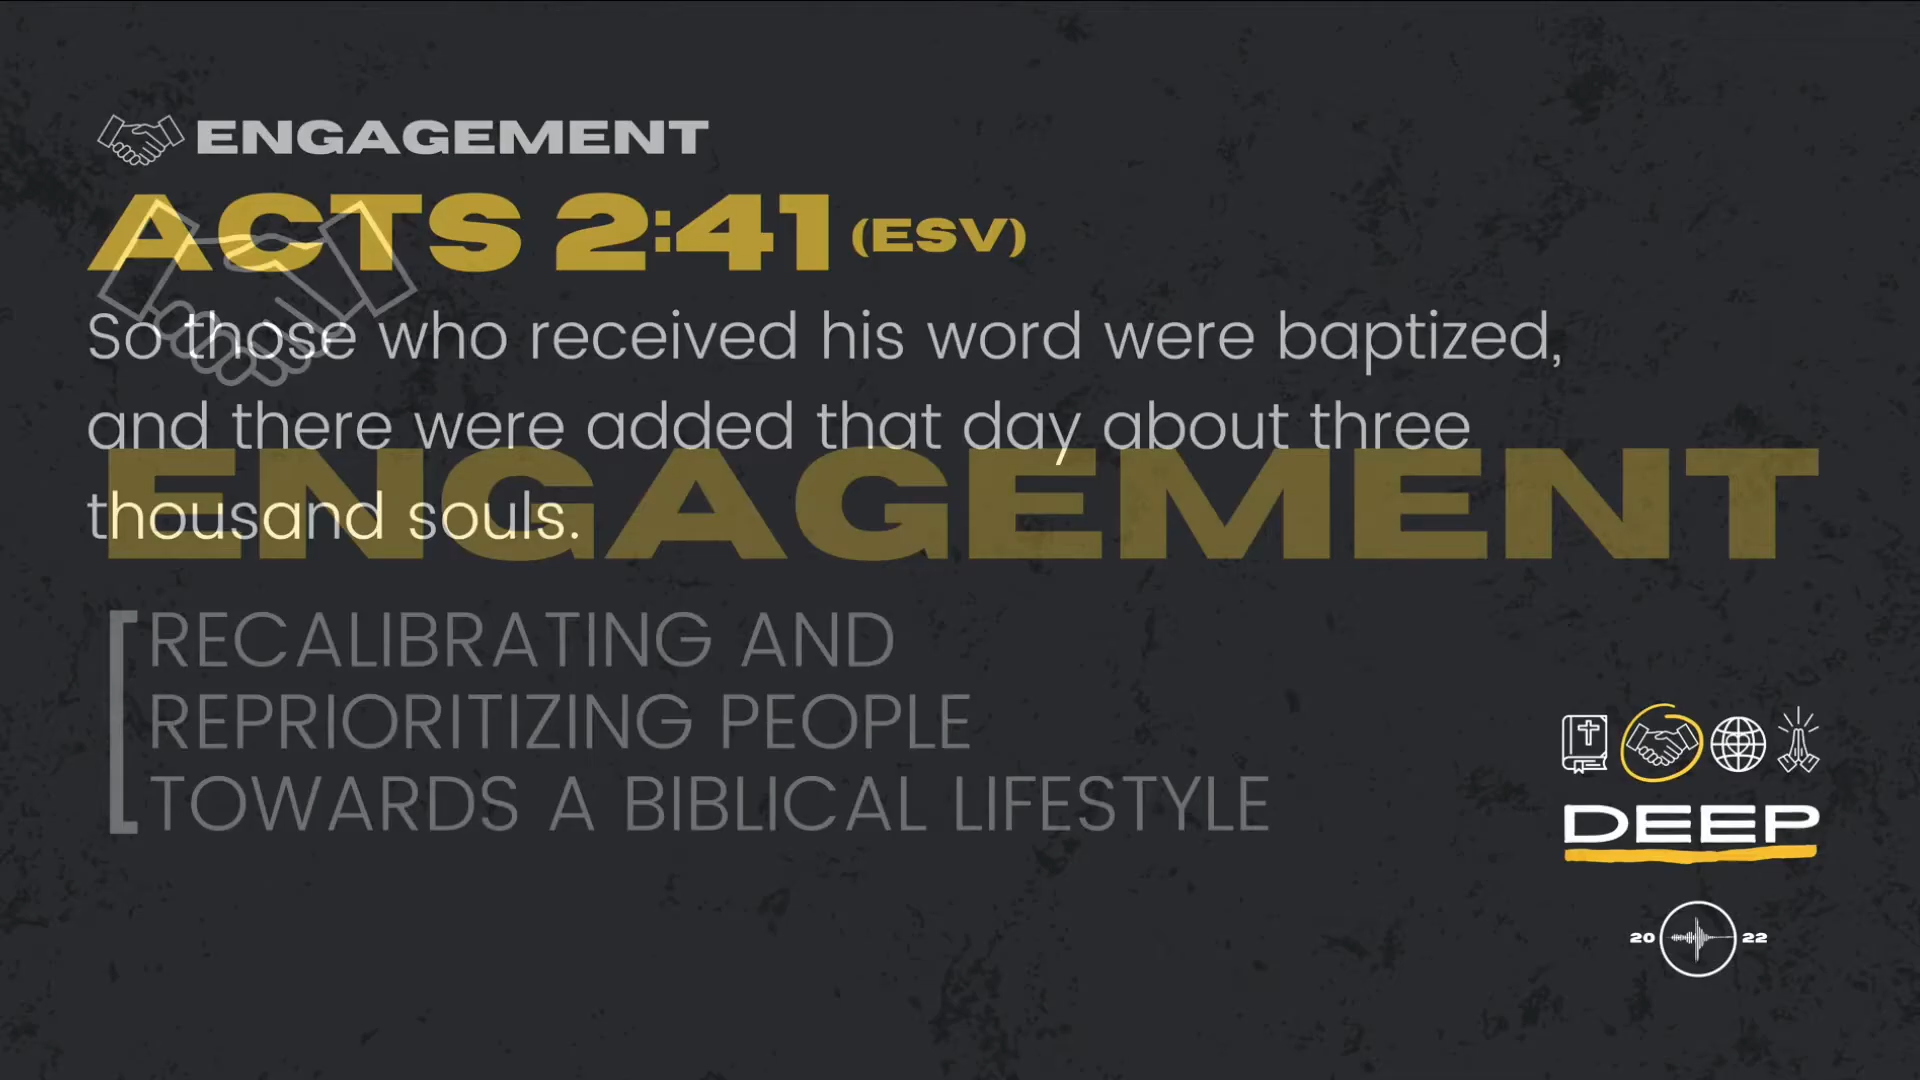 ENGAGEMENT
ACTS 2:41 (ESV)
So those who received his word were baptized,
and there were added that day about three
thousand souls.
ENGAGEMENT
RECALIBRATING AND
REPRIORITIZING PEOPLE
TOWARDS A BIBLICAL LIFESTYLE
DEEP
20 22